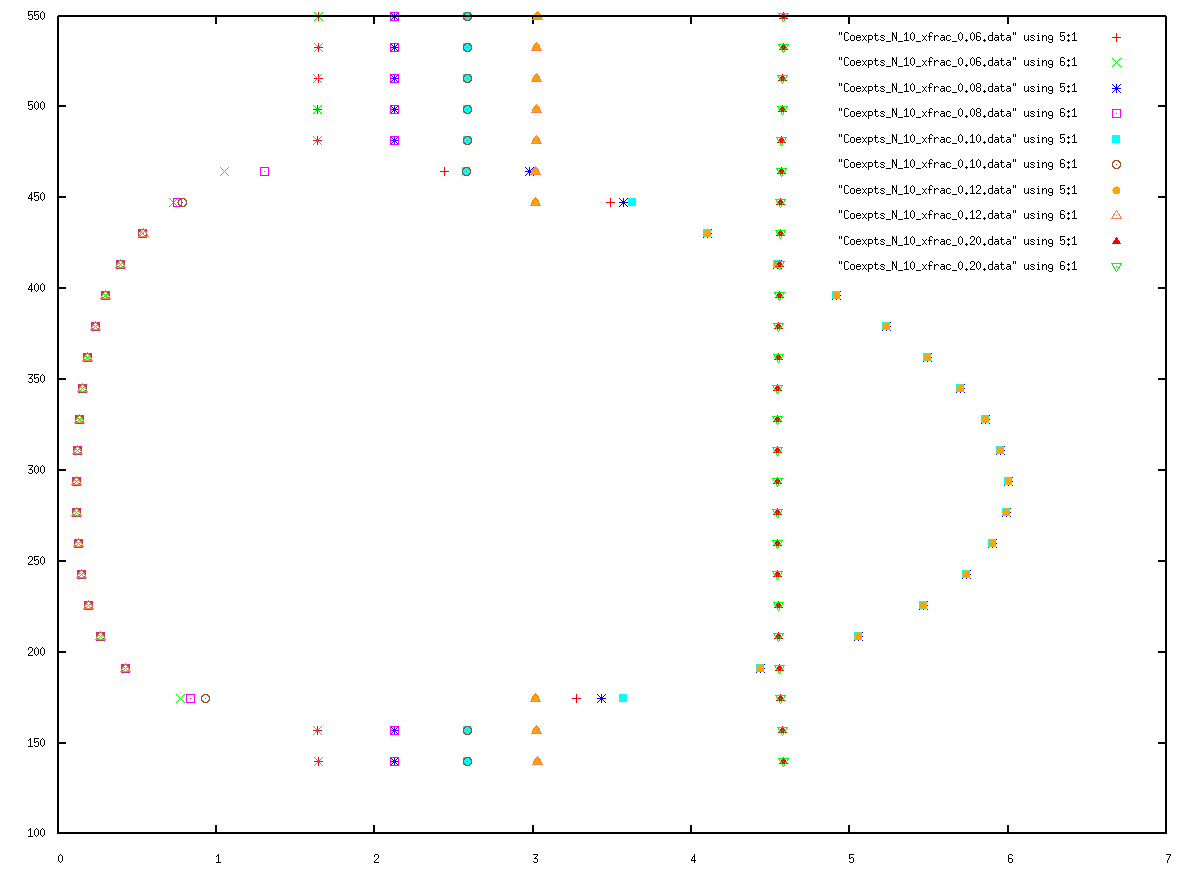 550
500
450
400
350
300
250
200
150
100
0 1 2 3 4 5 6 7
"Coexpts_N_10_xfrac_0.06.data" using 5:1
"Coexpts_N_10_xfrac_0.06.data" using 6:1
"Coexpts_N_10_xfrac_0.08.data" using 5:1
"Coexpts_N_10_xfrac_0.08.data" using 6:1
"Coexpts_N_10_xfrac_0.10.data" using 5:1
"Coexpts_N_10_xfrac_0.10.data" using 6:1
"Coexpts_N_10_xfrac_0.12.data" using 5:1
"Coexpts_N_10_xfrac_0.12.data" using 6:1
"Coexpts_N_10_xfrac_0.20.data" using 5:1
"Coexpts_N_10_xfrac_0.20.data" using 6:1